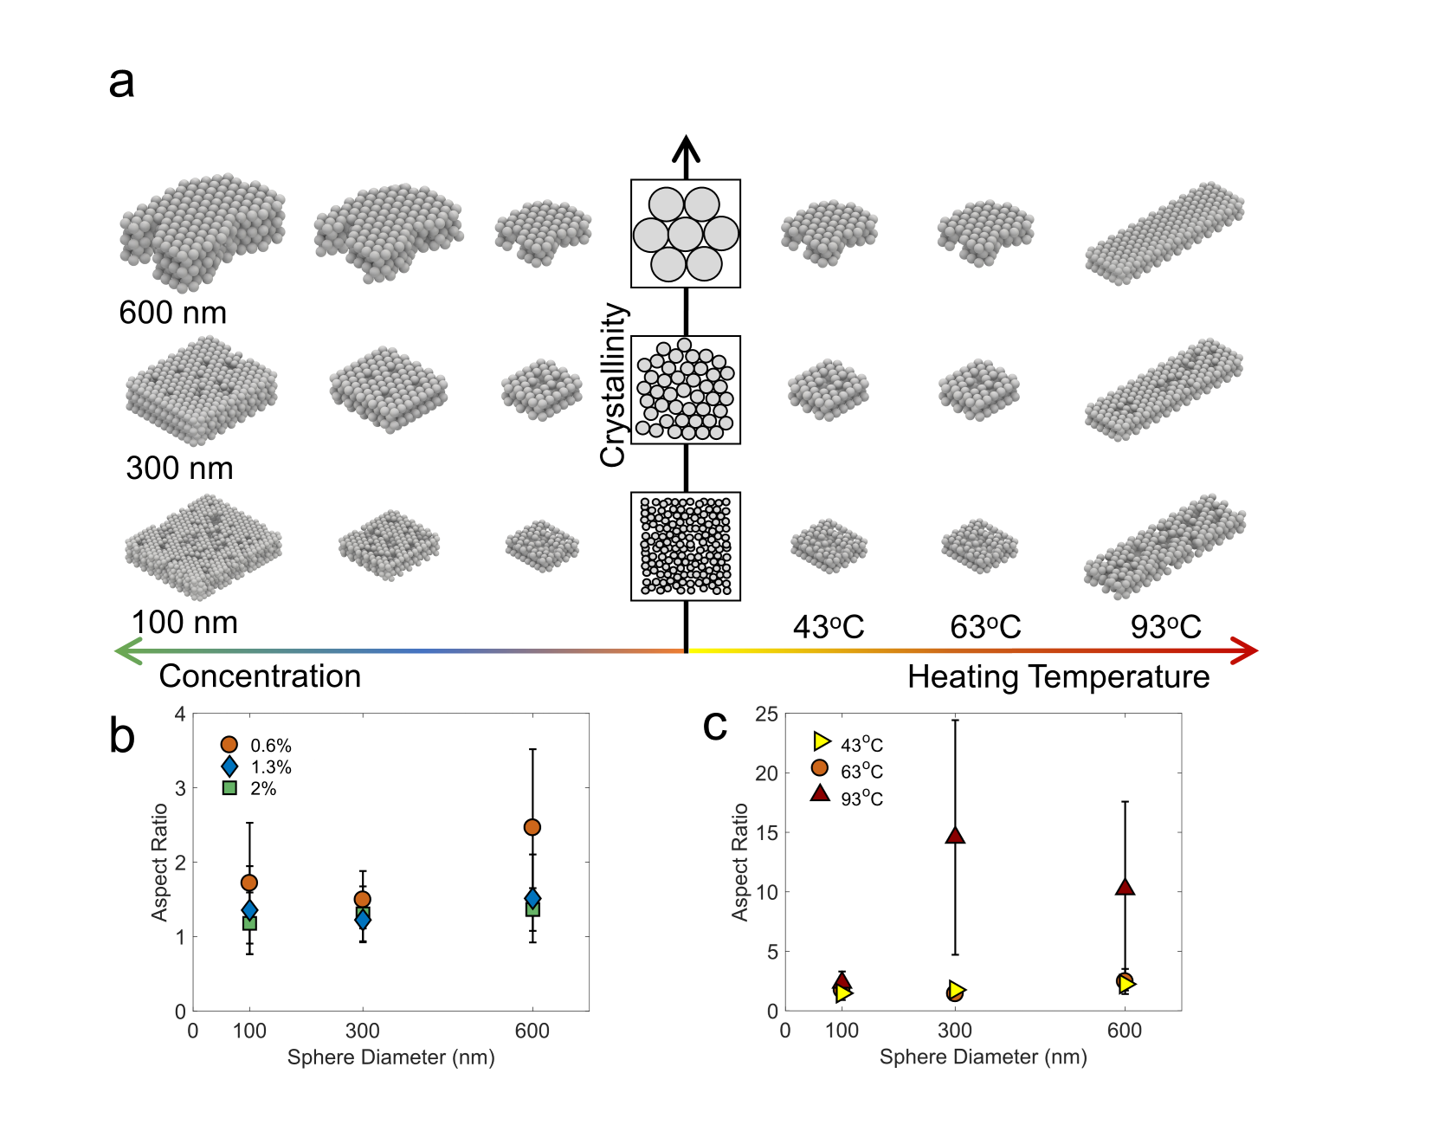 a
600 nm
300 nm
100 nm
Crystallinity
43°C 63°C 93°C
Concentration
Heating Temperature
b
4
3
2
1
0
Aspect Ratio
0.6%
1.3%
2%
0 100 300 600
Sphere Diameter (nm)
c
25
20
15
10
5
0
Aspect Ratio
43°C
63°C
93°C
0 100 300 600
Sphere Diameter (nm)